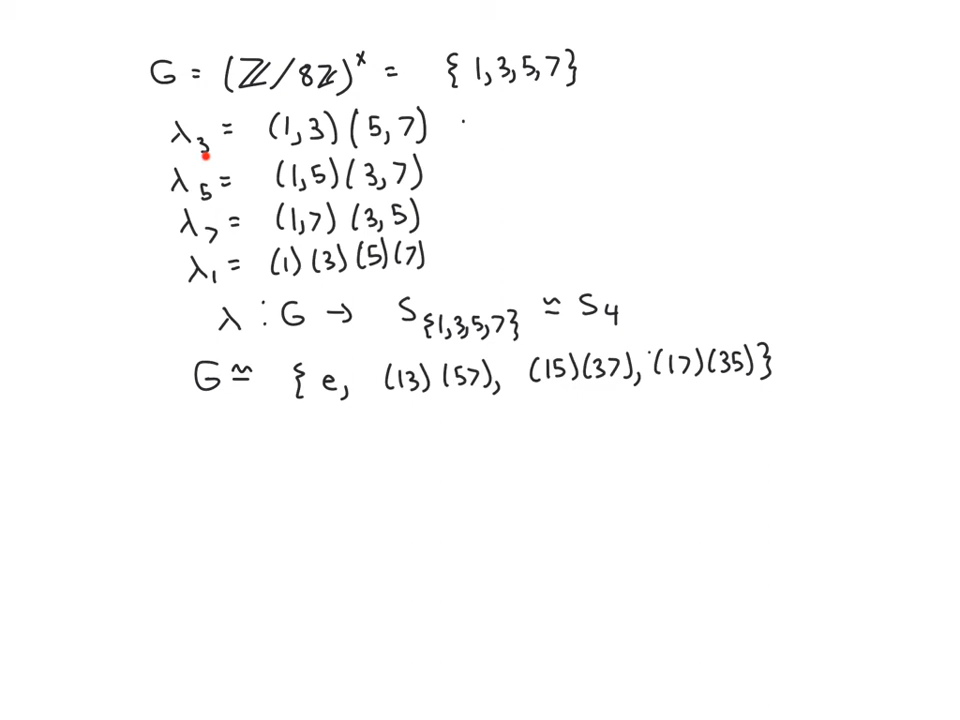 G = (ℤ/8ℤ)^x = { 1, 3, 5, 7 }
λ_3 = (1, 3) (5, 7)
λ_5 = (1, 5) (3, 7)
λ_7 = (1, 7) (3, 5)
λ_1 = (1) (3) (5) (7)
λ : G → S_{1,3,5,7} ≃ S_4
G ≅ { e, (13) (57), (15)(37), (17)(35) }